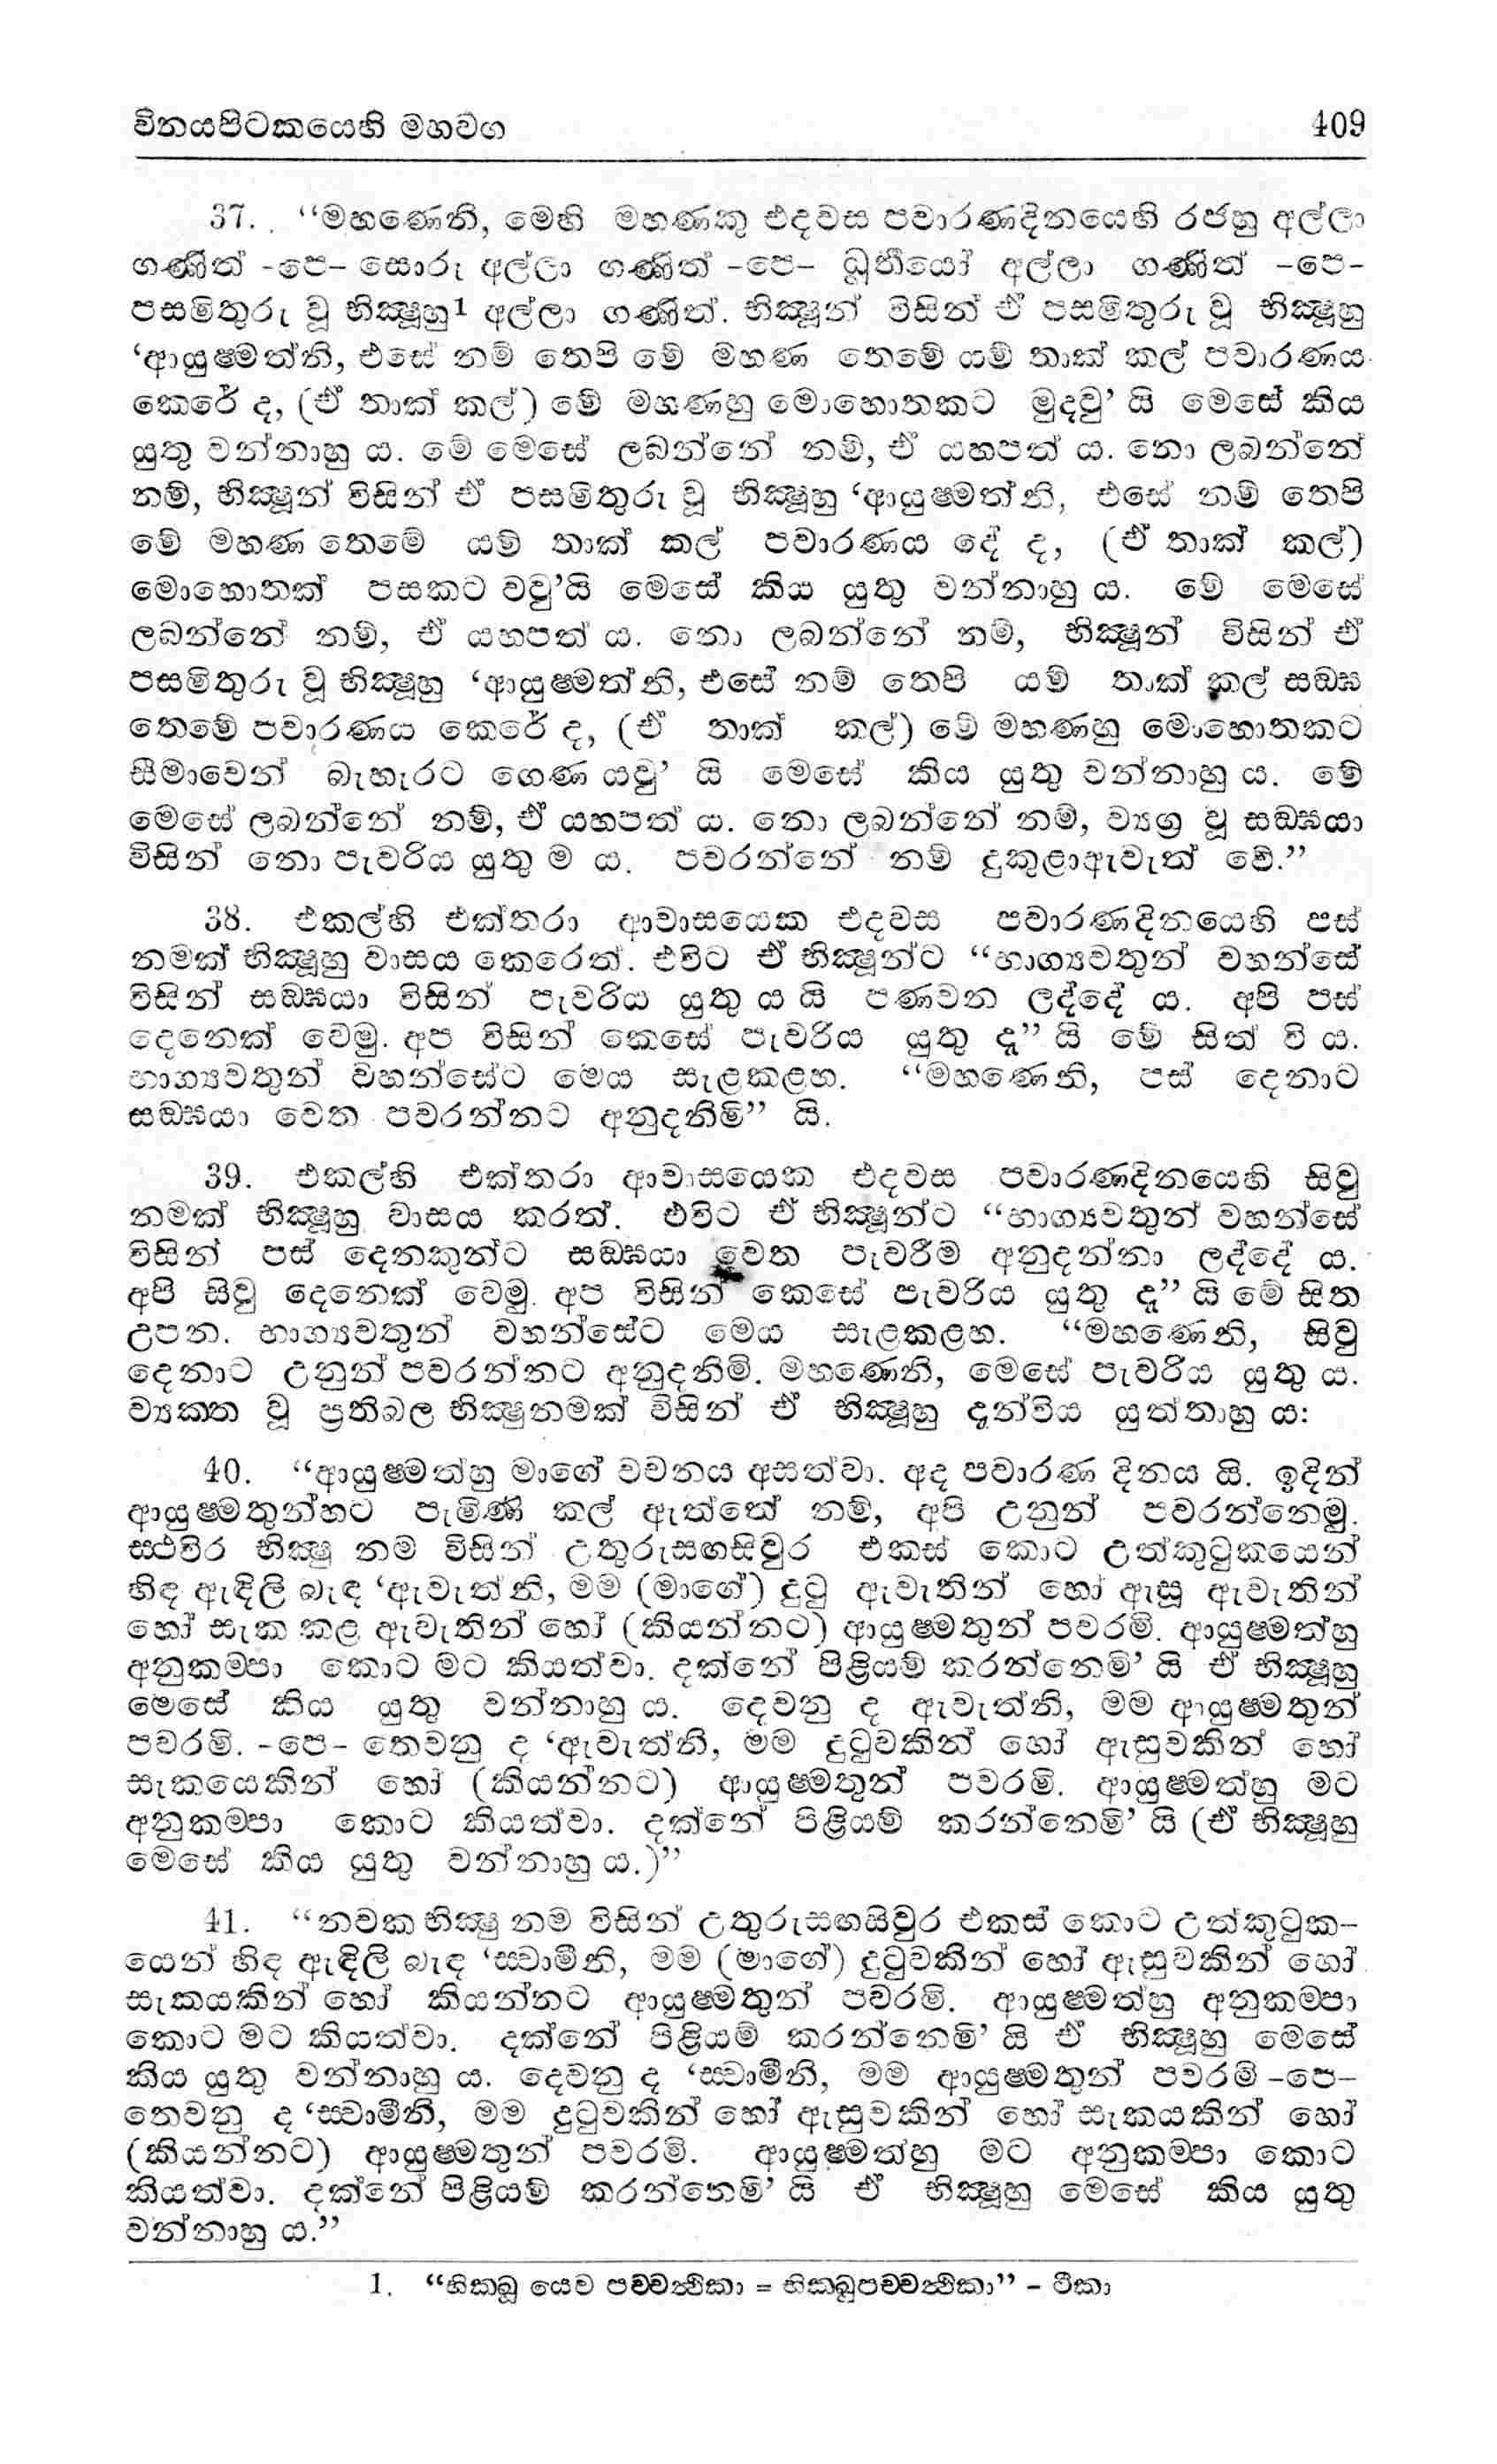 විනයපිටකයෙහි මහවග 409
37. “මහණෙනි, මෙහි මහණකු එදවස පවාරණදිනයෙහි රජහු අල්ලා
ගණිත් -පෙ- සොරු අල්ලා ගණිත් -පෙ- ධූර්තියෝ අල්ලා ගණිත් -පෙ-
පසමිතුරු වූ භික්ෂූහු1 අල්ලා ගණිත්. භික්ෂූන් විසින් ඒ පසමිතුරු වූ භික්ෂූහු
‘ආයුෂ්මත්නි, එසේ නම් තෙපි මේ මහණ තෙමේ යම් තාක් කල් පවාරණය
කෙරේ ද, (ඒ තාක් කල්) මේ මහණහු මොහොතකට මුදවු’ යි මෙසේ කිය
යුතු වන්නාහු ය. මේ මෙසේ ලබන්නේ නම්, ඒ යහපත් ය. නො ලබන්නේ
නම්, භික්ෂූන් විසින් ඒ පසමිතුරු වූ භික්ෂූහු ‘ආයුෂ්මත්නි, එසේ නම් තෙපි
මේ මහණ තෙමේ යම් තාක් කල් පවාරණය දේ ද, (ඒ තාක් කල්)
මොහොතක් පසකට වවු’යි මෙසේ කිය යුතු වන්නාහු ය. මේ මෙසේ
ලබන්නේ නම්, ඒ යහපත් ය. නො ලබන්නේ නම්, භික්ෂූන් විසින් ඒ
පසමිතුරු වූ භික්ෂූහු ‘ආයුෂ්මත්නි, එසේ නම් තෙපි යම් තාක් කල් සඞ්ඝ
තෙමේ පවාරණය කෙරේ ද, (ඒ තාක් කල්) මේ මහණහු මොහොතකට
සීමාවෙන් බැහැරට ගෙණ යවු’ යි මෙසේ කිය යුතු වන්නාහු ය. මේ
මෙසේ ලබන්නේ නම්, ඒ යහපත් ය. නො ලබන්නේ නම්, ව්‍යග්‍ර වූ සඞ්ඝයා
විසින් නො පැවරිය යුතු ම ය. පවරන්නේ නම් දුකුළාඇවැත් වේ.”
38. එකල්හි එක්තරා ආවාසයෙක එදවස පවාරණදිනයෙහි පස්
නමක් භික්ෂූහු වාසය කෙරෙත්. එවිට ඒ භික්ෂූන්ට “භාග්‍යවතුන් වහන්සේ
විසින් සඞ්ඝයා විසින් පැවරිය යුතු ය යි පණවන ලද්දේ ය. අපි පස්
දෙනෙක් වෙමු. අප විසින් කෙසේ පැවරිය යුතු දැ” යි මේ සිත් වි ය.
භාග්‍යවතුන් වහන්සේට මෙය සැළකළහ. “මහණෙනි, පස් දෙනාට
සඞ්ඝයා වෙත පවරන්නට අනුදනිමි” යි.
39. එකල්හි එක්තරා ආවාසයෙක එදවස පවාරණදිනයෙහි සිවු
නමක් භික්ෂූහු වාසය කරත්. එවිට ඒ භික්ෂූන්ට “භාග්‍යවතුන් වහන්සේ
විසින් පස් දෙනකුන්ට සඞ්ඝයා වෙත පැවරීම අනුදන්නා ලද්දේ ය.
අපි සිවු දෙනෙක් වෙමු. අප විසින් කෙසේ පැවරිය යුතු දැ” යි මේ සිත
උපන. භාග්‍යවතුන් වහන්සේට මෙය සැළකළහ. “මහණෙනි, සිවු
දෙනාට උනුන් පවරන්නට අනුදනිමි. මහණෙනි, මෙසේ පැවරිය යුතු ය.
ව්‍යක්ත වූ ප්‍රතිබල භික්ෂුනමක් විසින් ඒ භික්ෂූහු දැන්විය යුත්තාහු ය:
40. “ආයුෂ්මත්හු මාගේ වචනය අසත්වා. අද පවාරණ දිනය යි. ඉදින්
ආයුෂ්මතුන්හට පැමිණි කල් ඇත්තේ නම්, අපි උනුන් පවරන්නෙමු.
ස්ථවිර භික්ෂු නම විසින් උතුරුසඟසිවුර එකස් කොට උත්කුටුකයෙන්
හිඳ ඇඳිලි බැඳ ‘ඇවැත්නි, මම (මාගේ) දුටු ඇවැතින් හෝ ඇසූ ඇවැතින්
හෝ සැක කළ ඇවැතින් හෝ (කියන්නට) ආයුෂ්මතුන් පවරමි. ආයුෂ්මත්හු
අනුකම්පා කොට මට කියත්වා. දක්නේ පිළියම් කරන්නෙමි’ යි ඒ භික්ෂූහු
මෙසේ කිය යුතු වන්නාහු ය. දෙවනු ද ඇවැත්නි, මම ආයුෂ්මතුන්
පවරමි. -පෙ- තෙවනු ද ‘ඇවැත්නි, මම දුටුවකින් හෝ ඇසුවකින් හෝ
සැකයෙකින් හෝ (කියන්නට) ආයුෂ්මතුන් පවරමි. ආයුෂ්මත්හු මට
අනුකම්පා කොට කියත්වා. දක්නේ පිළියම් කරන්නෙමි’ යි (ඒ භික්ෂූහු
මෙසේ කිය යුතු වන්නාහු ය.)”
41. “නවක භික්ෂු නම විසින් උතුරුසඟසිවුර එකස් කොට උත්කුටුක-
යෙන් හිඳ ඇඳිලි බැඳ ‘ස්වාමීනි, මම (මාගේ) දුටුවකින් හෝ ඇසුවකින් හෝ
සැකයකින් හෝ කියන්නට ආයුෂ්මතුන් පවරමි. ආයුෂ්මත්හු අනුකම්පා
කොට මට කියත්වා. දක්නේ පිළියම් කරන්නෙමි’ යි ඒ භික්ෂූහු මෙසේ
කිය යුතු වන්නාහු ය. දෙවනු ද ‘ස්වාමීනි, මම ආයුෂ්මතුන් පවරමි -පෙ-
තෙවනු ද ‘ස්වාමීනි, මම දුටුවකින් හෝ ඇසුවකින් හෝ සැකයකින් හෝ
(කියන්නට) ආයුෂ්මතුන් පවරමි. ආයුෂ්මත්හු මට අනුකම්පා කොට
කියත්වා. දක්නේ පිළියම් කරන්නෙමි’ යි ඒ භික්ෂූහු මෙසේ කිය යුතු
වන්නාහු ය.”
1. “භික්ඛූ යෙව පච්චත්ථිකා = භික්ඛුපච්චත්ථිකා” – ටීකා